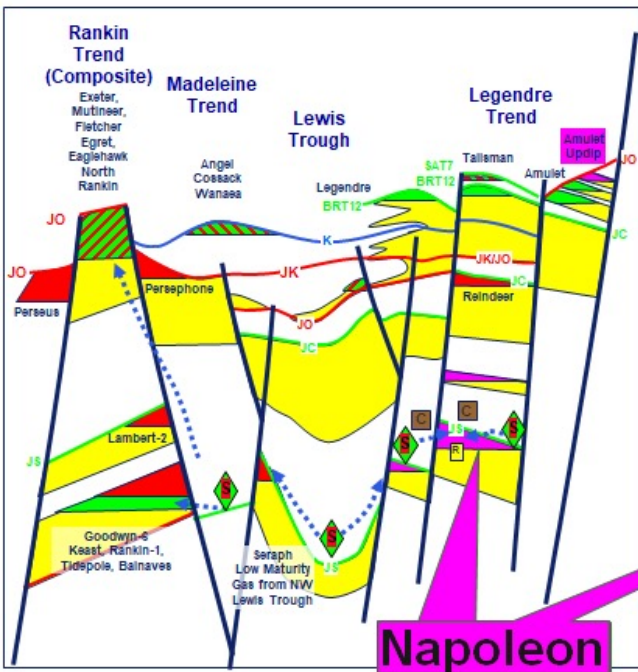 Rankin
Trend
(Composite)
Exeter,
Mutineer,
Fletcher
Egret,
Eaglehawk
North
Rankin
Madeleine
Trend
Angel
Cossack
Wanaea
Lewis
Trough
Legendre
Trend
Legendre
BRT12
SAT7
BRT12
Talisman
Amulet
Amulet
Updip
JO
JO
K
JC
JO
JK
JK/JO
Perseus
Persephone
JO
JC
Reindeer
JC
Lambert-2
JS
C
C
S
JS
S
R
S
S
JS
Goodwyn-6
Keast, Rankin-1,
Tidepole, Balnaves
Seraph
Low Maturity
Gas from NW
Lewis Trough
Napoleon